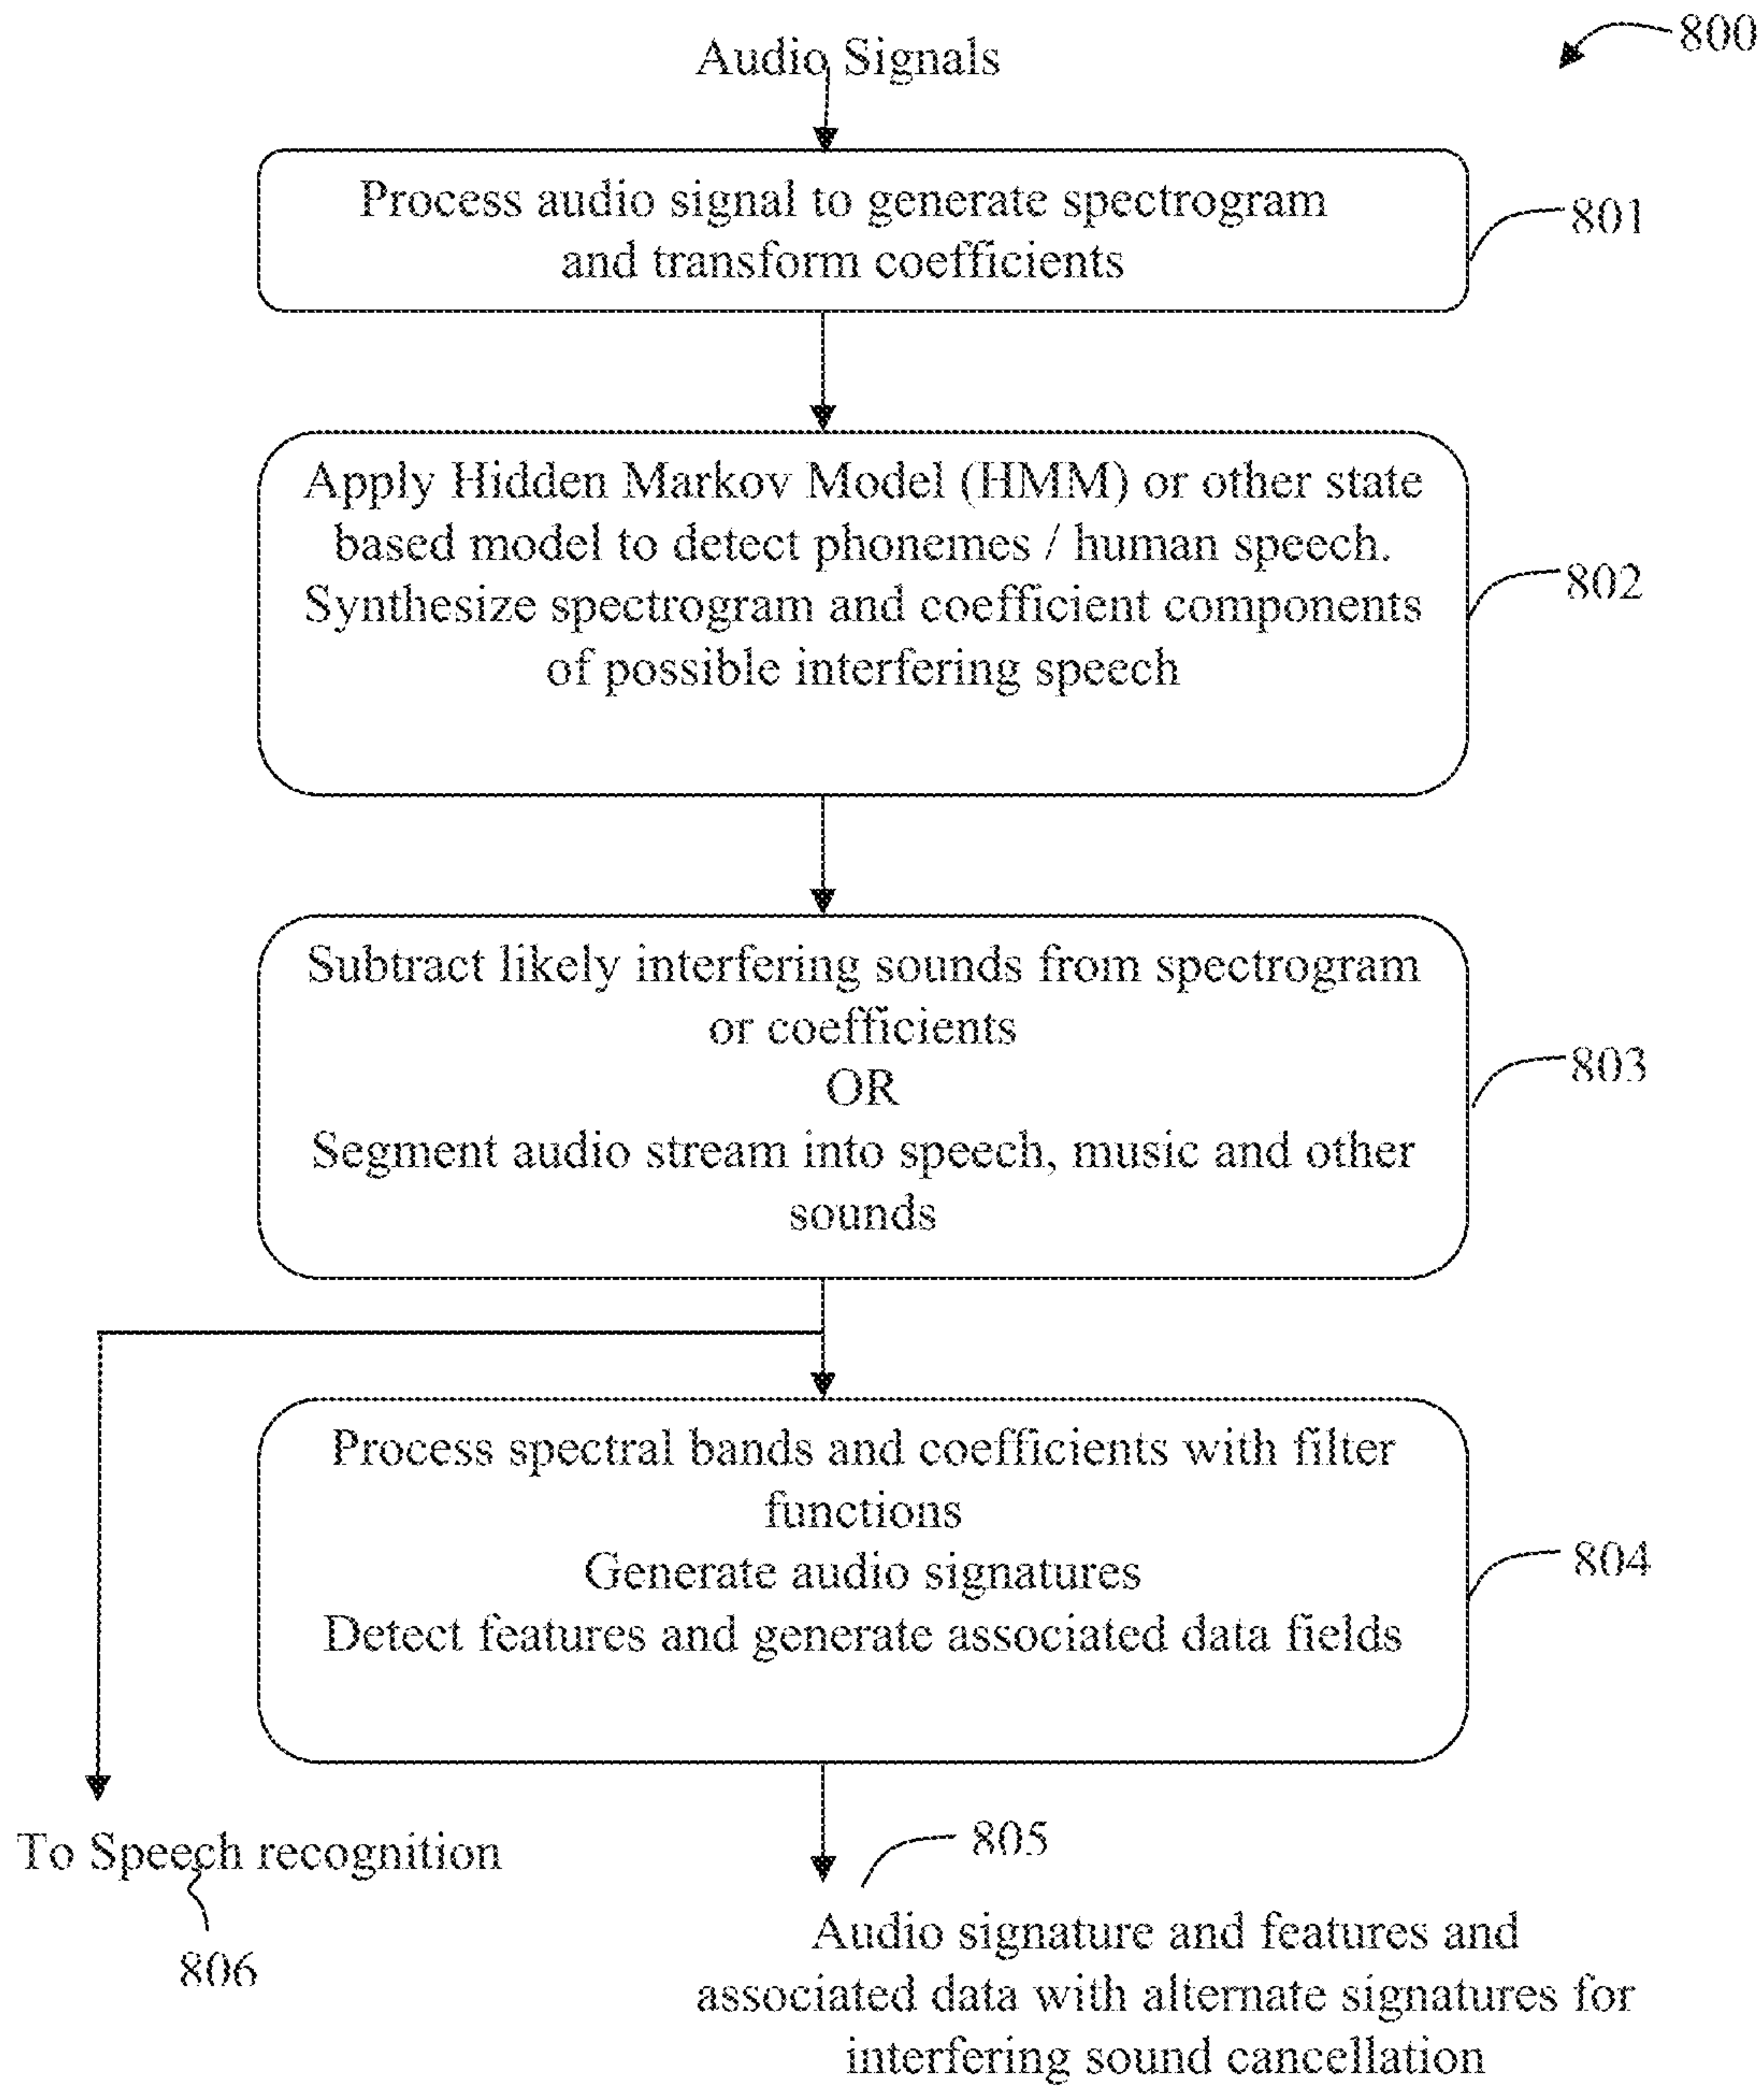 800
Audio Signals
Process audio signal to generate spectrogram
and transform coefficients
801
Apply Hidden Markov Model (HMM) or other state
based model to detect phonemes / human speech.
Synthesize spectrogram and coefficient components
of possible interfering speech
802
Subtract likely interfering sounds from spectrogram
or coefficients
OR
Segment audio stream into speech, music and other
sounds
803
Process spectral bands and coefficients with filter
functions
Generate audio signatures
Detect features and generate associated data fields
804
To Speech recognition
806
805
Audio signature and features and
associated data with alternate signatures for
interfering sound cancellation